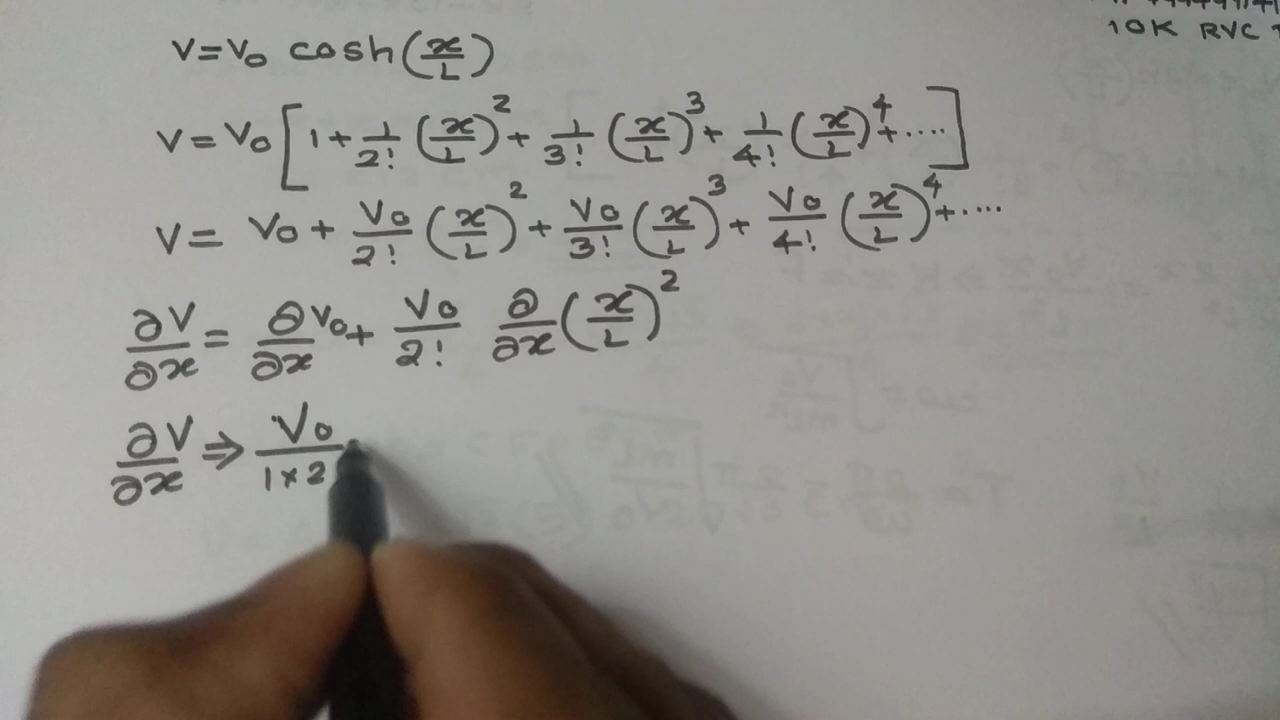 10K RVC
V=V₀ cosh(x/L)
V=V₀[1+1/2!(x/L)²+1/3!(x/L)³+1/4!(x/L)⁴+....]
V= V₀+V₀/2!(x/L)²+V₀/3!(x/L)³+V₀/4!(x/L)⁴+....
∂V/∂x=∂/∂x V₀+V₀/2! ∂/∂x(x/L)²
∂V/∂x⇒V₀/1×2